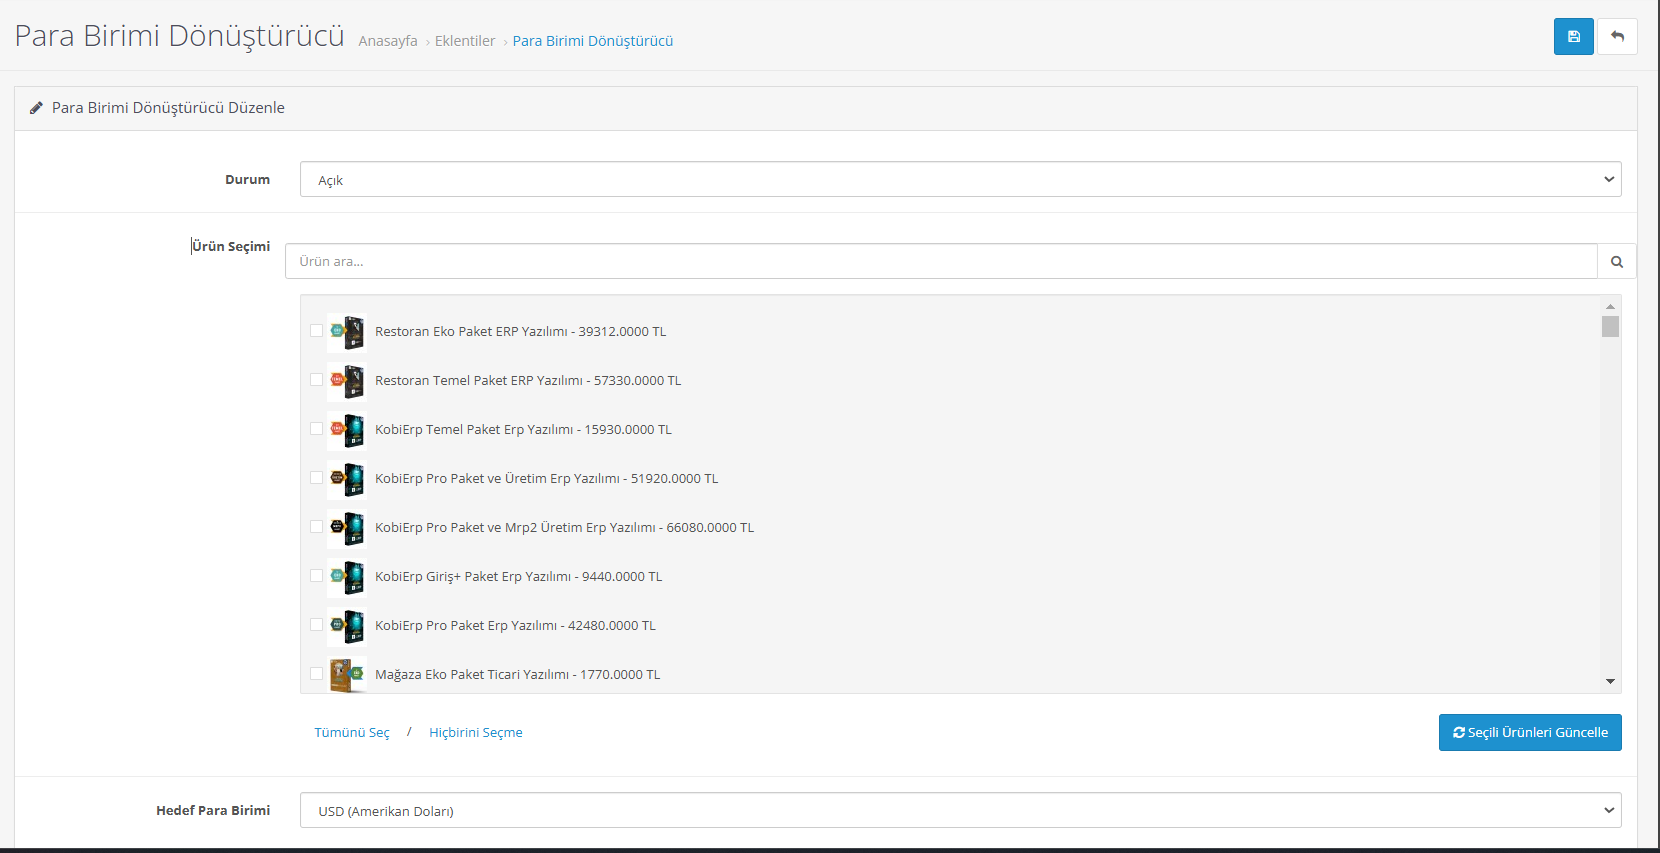 Para Birimi Dönüştürücü Anasayfa › Eklentiler › Para Birimi Dönüştürücü
Para Birimi Dönüştürücü Düzenle
Durum
Açık
Ürün Seçimi
Ürün ara...
Restoran Eko Paket ERP Yazılımı - 39312.0000 TL
Restoran Temel Paket ERP Yazılımı - 57330.0000 TL
KobiErp Temel Paket Erp Yazılımı - 15930.0000 TL
KobiErp Pro Paket ve Üretim Erp Yazılımı - 51920.0000 TL
KobiErp Pro Paket ve Mrp2 Üretim Erp Yazılımı - 66080.0000 TL
KobiErp Giriş+ Paket Erp Yazılımı - 9440.0000 TL
KobiErp Pro Paket Erp Yazılımı - 42480.0000 TL
Mağaza Eko Paket Ticari Yazılımı - 1770.0000 TL
Tümünü Seç / Hiçbirini Seçme
Seçili Ürünleri Güncelle
Hedef Para Birimi
USD (Amerikan Doları)